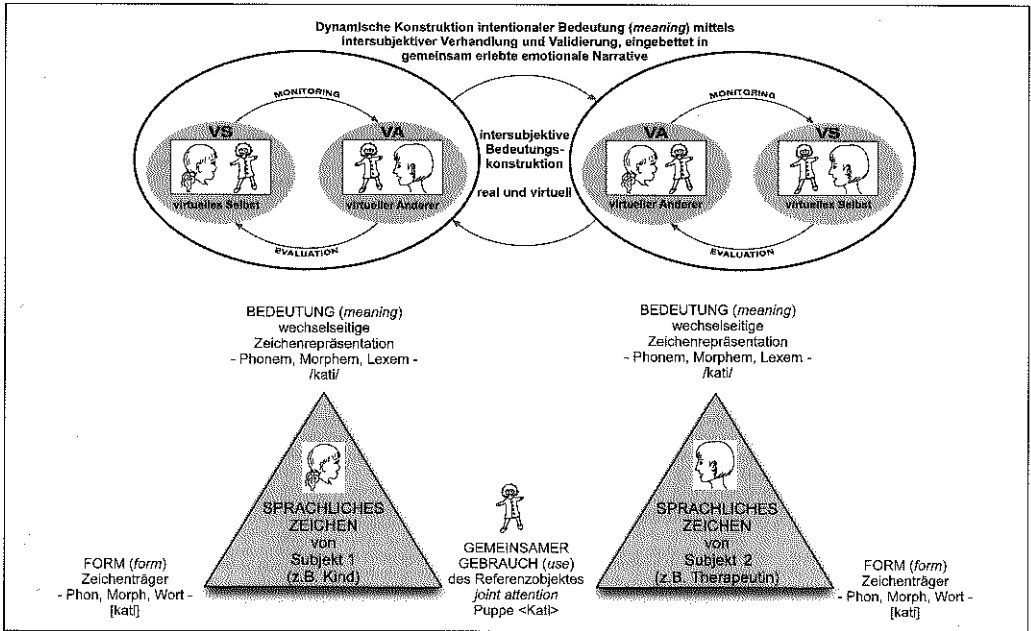 Dynamische Konstruktion intentionaler Bedeutung (meaning) mittels
intersubjektiver Verhandlung und Validierung, eingebettet in
gemeinsam erlebte emotionale Narrative
MONITORING
VS
VA
virtuelles Selbst
virtueller Anderer
EVALUATION
intersubjektive
Bedeutungs-
konstruktion
real und virtuell
MONITORING
VA
VS
virtueller Anderer
virtuelles Selbst
EVALUATION
BEDEUTUNG (meaning)
wechselseitige
Zeichenrepräsentation
- Phonem, Morphem, Lexem -
/kati/
BEDEUTUNG (meaning)
wechselseitige
Zeichenrepräsentation
- Phonem, Morphem, Lexem -
/kati/
SPRACHLICHES
ZEICHEN
von
Subjekt 1
(z.B. Kind)
SPRACHLICHES
ZEICHEN
von
Subjekt 2
(z.B. Therapeutin)
FORM (form)
Zeichenträger
- Phon, Morph, Wort -
[kati]
GEMEINSAMER
GEBRAUCH (use)
des Referenzobjektes
joint attention
Puppe <Kati>
FORM (form)
Zeichenträger
- Phon, Morph, Wort -
[kati]